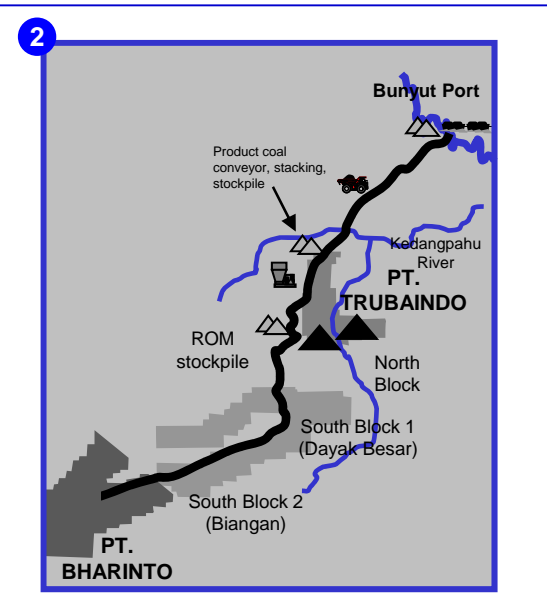 2
Bunyut Port
Product coal
conveyor, stacking,
stockpile
Kedangpahu
River
PT.
TRUBAINDO
ROM
stockpile
North
Block
South Block 1
(Dayak Besar)
South Block 2
(Biangan)
PT.
BHARINTO